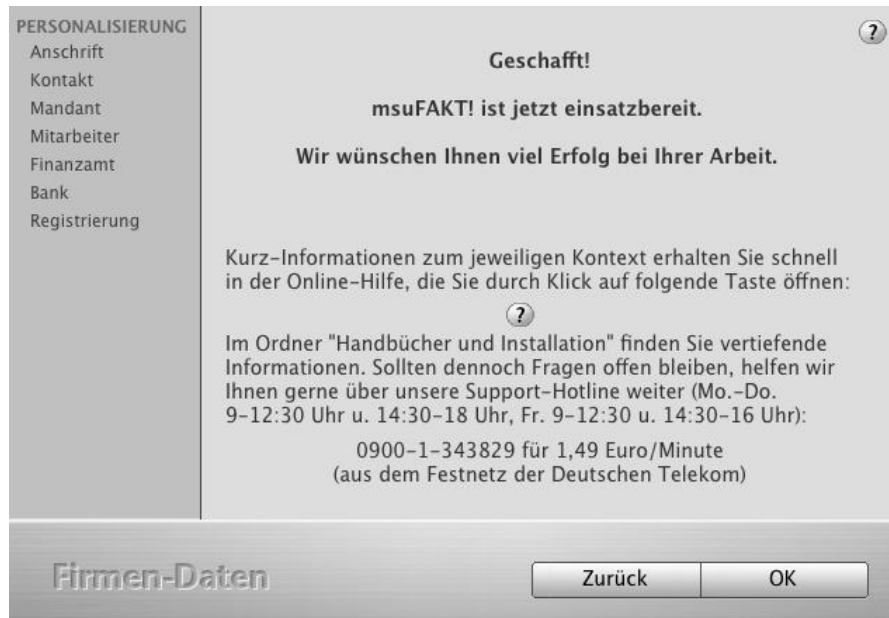 PERSONALISIERUNG
Anschrift
Kontakt
Mandant
Mitarbeiter
Finanzamt
Bank
Registrierung
?
Geschafft!
msuFAKT! ist jetzt einsatzbereit.
Wir wünschen Ihnen viel Erfolg bei Ihrer Arbeit.
Kurz-Informationen zum jeweiligen Kontext erhalten Sie schnell
in der Online-Hilfe, die Sie durch Klick auf folgende Taste öffnen:
?
Im Ordner "Handbücher und Installation" finden Sie vertiefende
Informationen. Sollten dennoch Fragen offen bleiben, helfen wir
Ihnen gerne über unsere Support-Hotline weiter (Mo.-Do.
9-12:30 Uhr u. 14:30-18 Uhr, Fr. 9-12:30 u. 14:30-16 Uhr):
0900-1-343829 für 1,49 Euro/Minute
(aus dem Festnetz der Deutschen Telekom)
Firmen-Daten
Zurück
OK